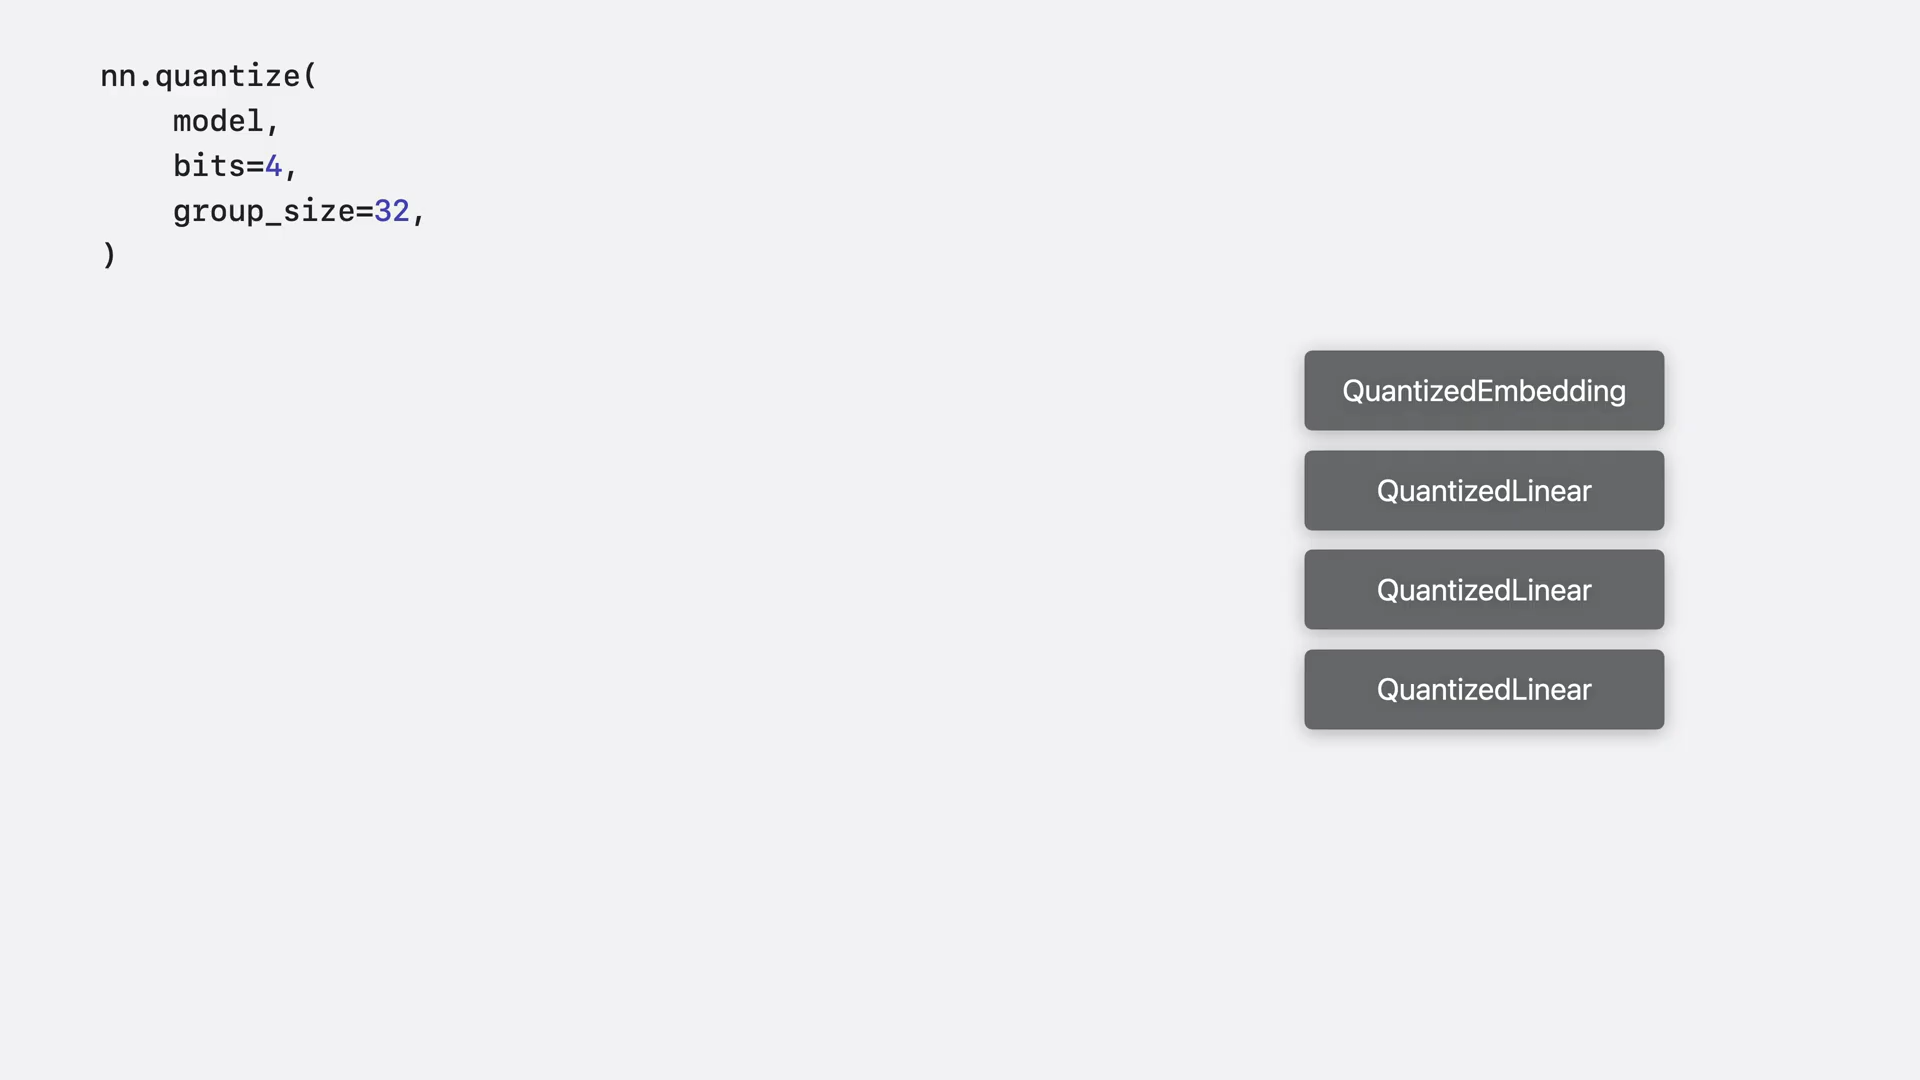 nn.quantize(
    model,
    bits=4,
    group_size=32,
)
QuantizedEmbedding
QuantizedLinear
QuantizedLinear
QuantizedLinear